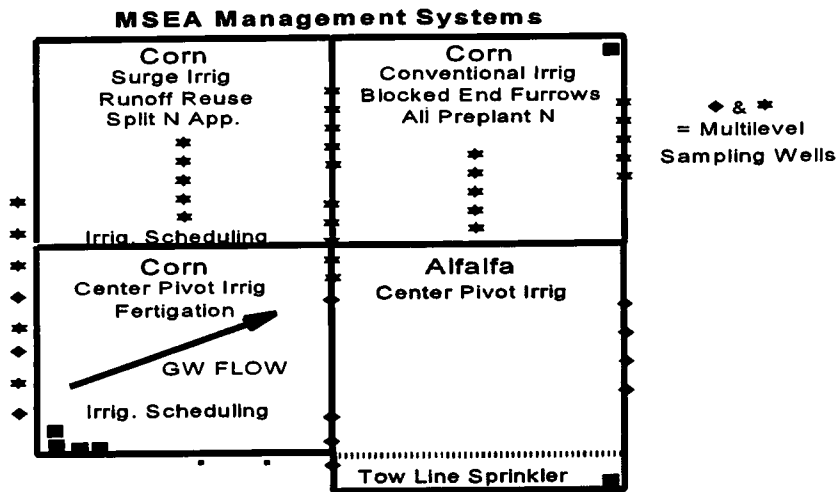 MSEA Management Systems
Corn
Surge Irrig
Runoff Reuse
Split N App.
Irrig. Scheduling
Corn
Conventional Irrig
Blocked End Furrows
All Preplant N
◆ & ✶
= Multilevel
Sampling Wells
Corn
Center Pivot Irrig
Fertigation
GW FLOW
Irrig. Scheduling
Alfalfa
Center Pivot Irrig
Tow Line Sprinkler